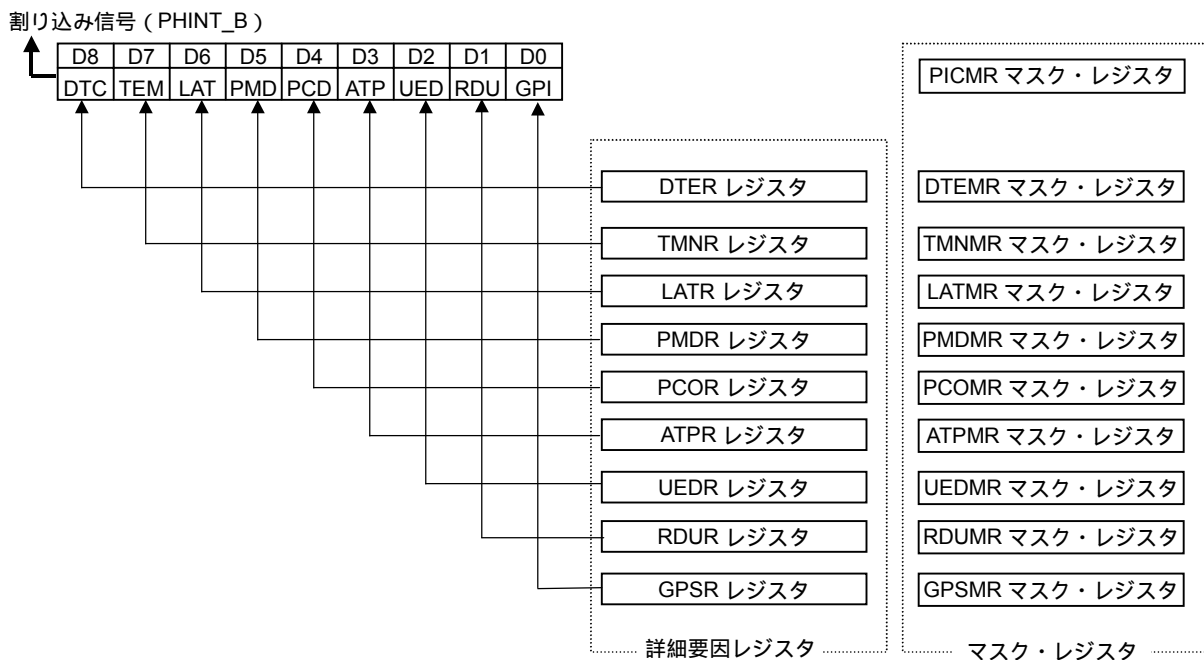 割り込み信号（PHINT_B）
D8 D7 D6 D5 D4 D3 D2 D1 D0
DTC TEM LAT PMD PCD ATP UED RDU GPI
PICMR マスク・レジスタ
DTER レジスタ
DTEMR マスク・レジスタ
TMNR レジスタ
TMNMR マスク・レジスタ
LATR レジスタ
LATMR マスク・レジスタ
PMDR レジスタ
PMDMR マスク・レジスタ
PCOR レジスタ
PCOMR マスク・レジスタ
ATPR レジスタ
ATPMR マスク・レジスタ
UEDR レジスタ
UEDMR マスク・レジスタ
RDUR レジスタ
RDUMR マスク・レジスタ
GPSR レジスタ
GPSMR マスク・レジスタ
詳細要因レジスタ
マスク・レジスタ